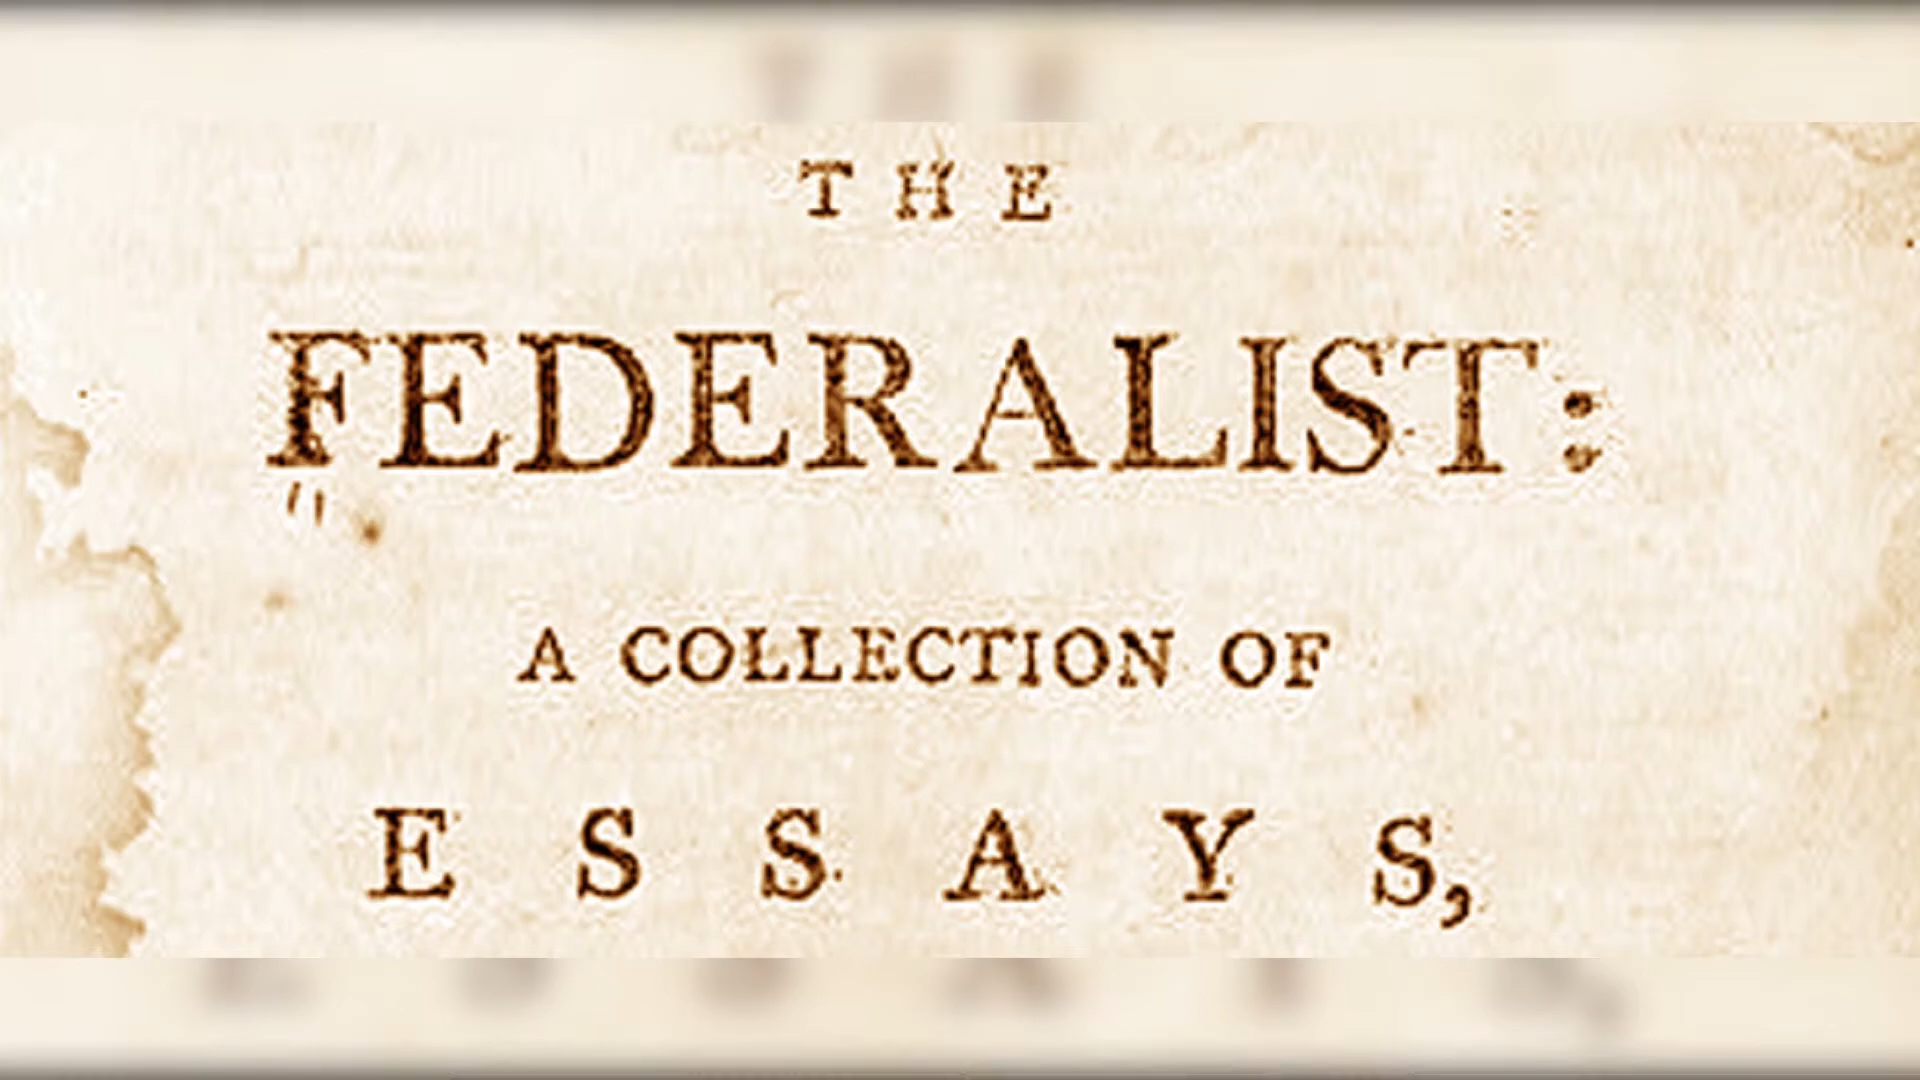 THE
FEDERALIST:
A COLLECTION OF
ESSAYS,